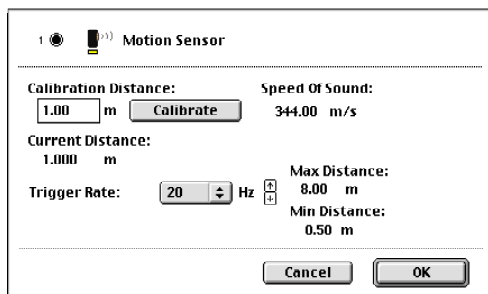 1 Motion Sensor
Calibration Distance:
1.00 m Calibrate
Speed Of Sound:
344.00 m/s
Current Distance:
1.000 m
Trigger Rate: 20 Hz
Max Distance:
8.00 m
Min Distance:
0.50 m
Cancel OK